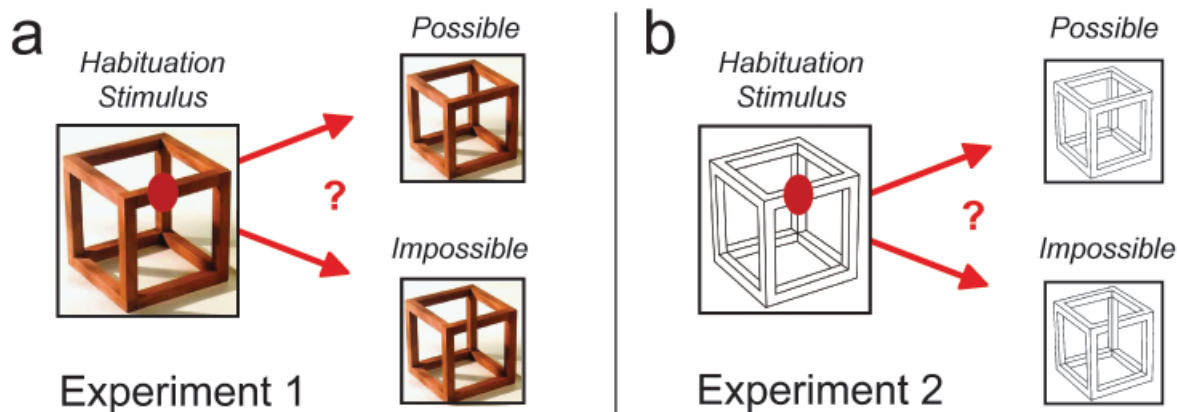 a
Habituation
Stimulus
Possible
?
Impossible
Experiment 1
b
Habituation
Stimulus
Possible
?
Impossible
Experiment 2